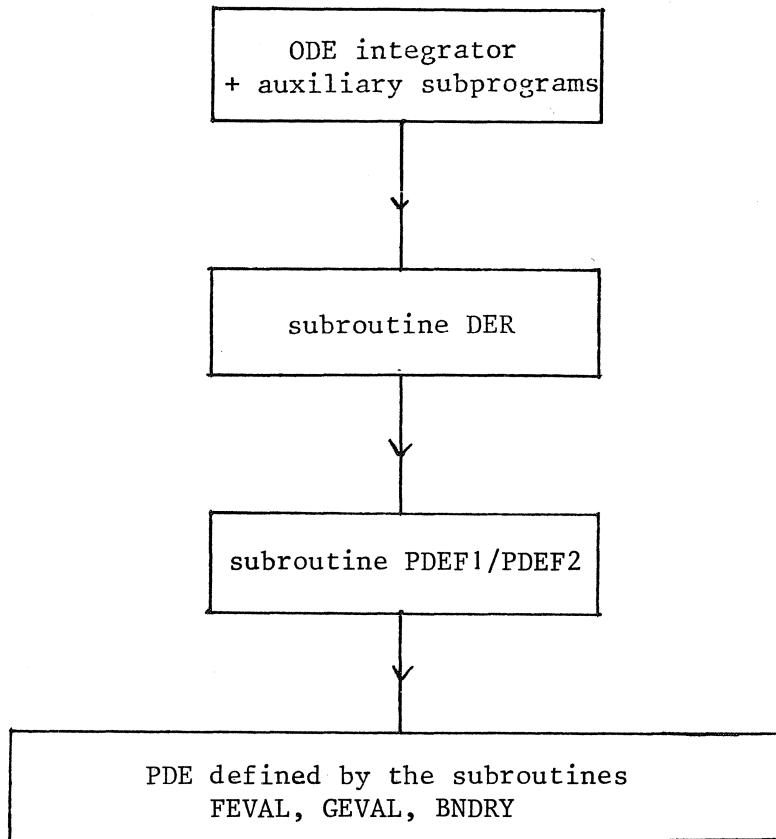 ODE integrator
+ auxiliary subprograms
subroutine DER
subroutine PDEF1/PDEF2
PDE defined by the subroutines
FEVAL, GEVAL, BNDRY